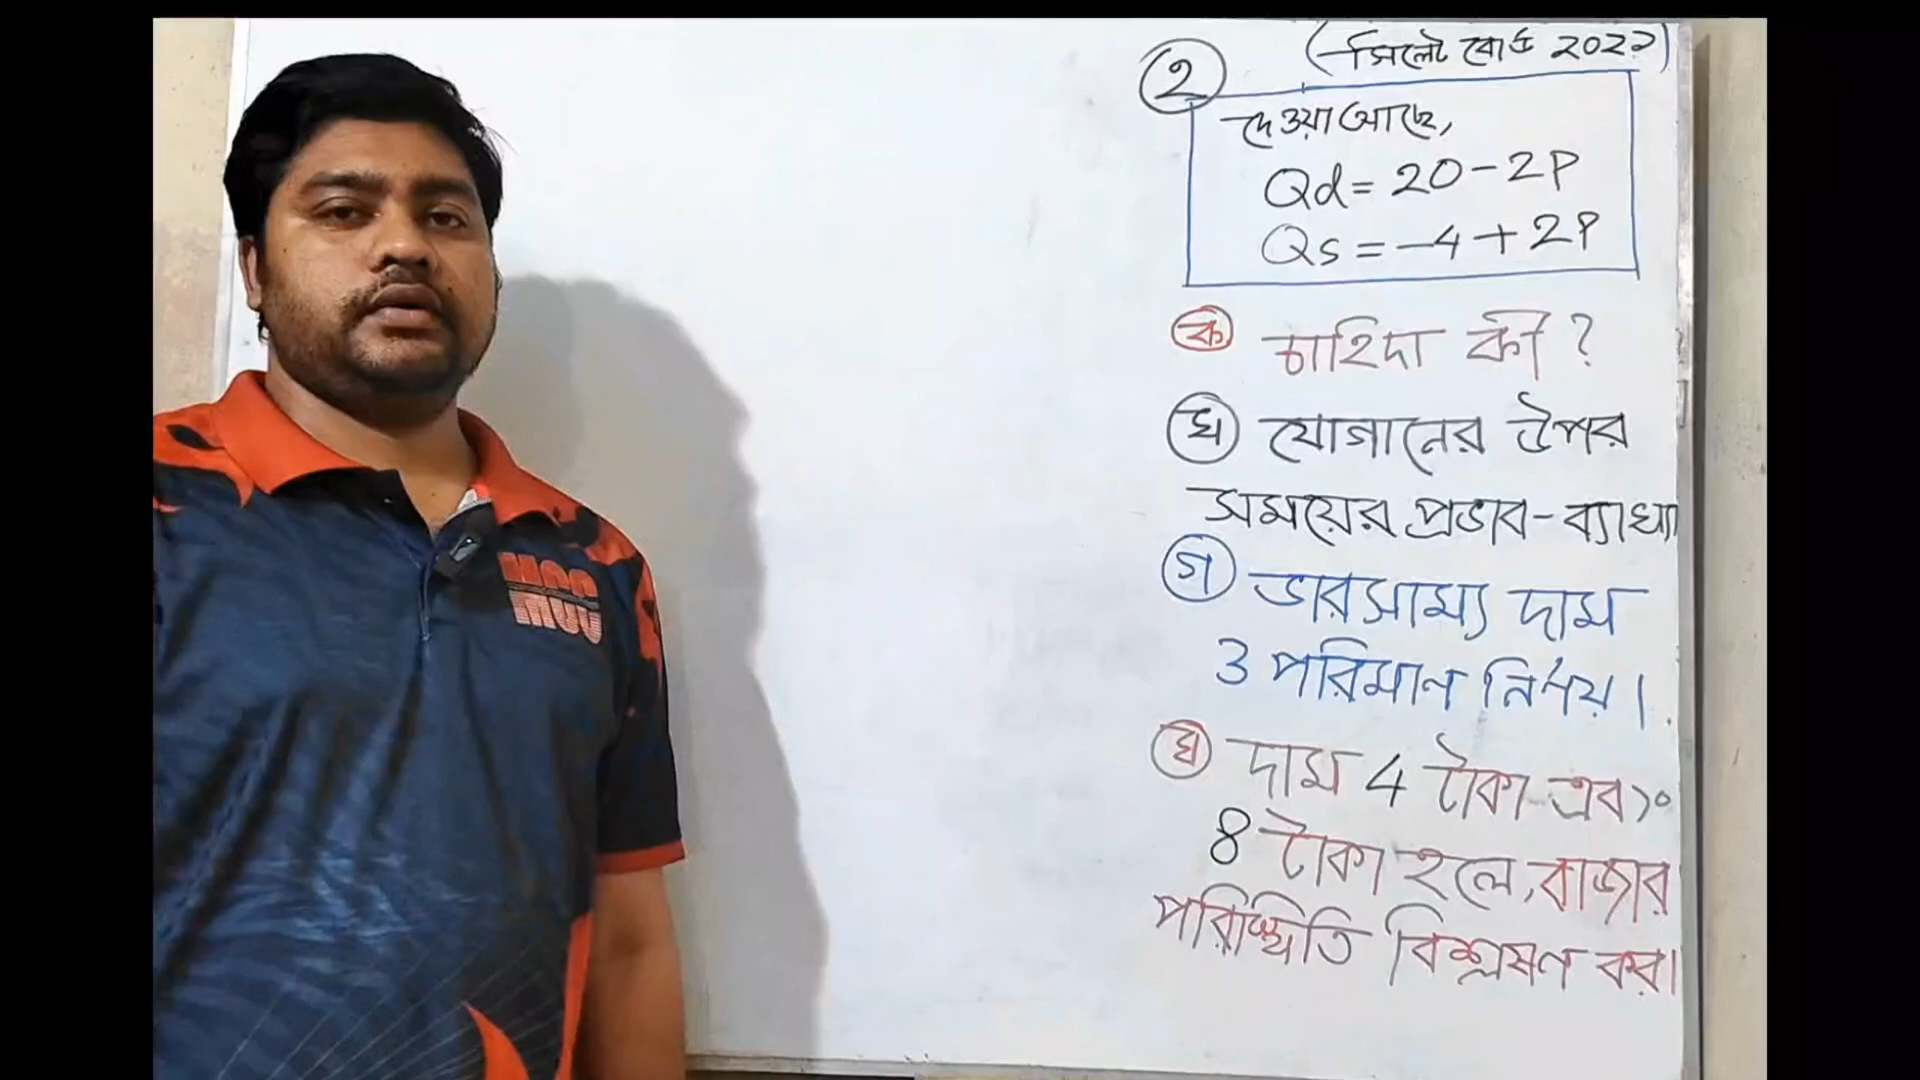 MCC
MCC
২ (সিলেট বোর্ড ২০২২)
দেওয়া আছে,
Qd = 20 - 2P
Qs = -4 + 2P
ক চাহিদা কী?
খ যোগানের উপর
সময়ের প্রভাব-ব্যাখ্যা
গ ভারসাম্য দাম
ও পরিমাণ নির্ণয়।
ঘ দাম 4 টাকা এবং
8 টাকা হলে, বাজার
পরিস্থিতি বিশ্লেষণ কর।